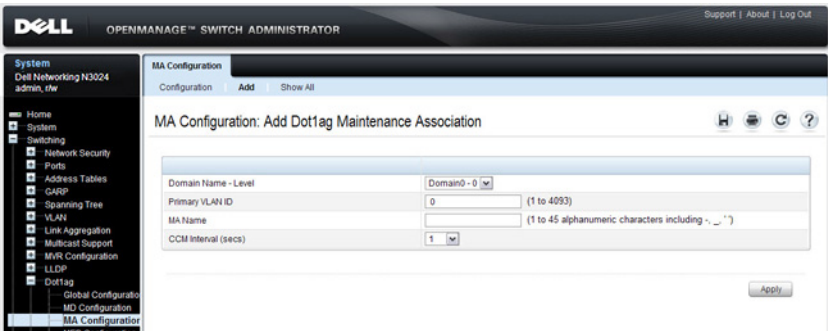 Support | About | Log Out
DELL OPENMANAGE™ SWITCH ADMINISTRATOR
System
Dell Networking N3024
admin, r/w
Home
System
Switching
Network Security
Ports
Address Tables
GARP
Spanning Tree
VLAN
Link Aggregation
Multicast Support
MVR Configuration
LLDP
Dot1ag
Global Configuratio
MD Configuration
MA Configuration
MA Configuration
Configuration Add Show All
MA Configuration: Add Dot1ag Maintenance Association
?
Domain Name - Level Domain0 - 0
Primary VLAN ID 0 (1 to 4093)
MA Name (1 to 45 alphanumeric characters including -, _, ' ')
CCM Interval (secs) 1
Apply